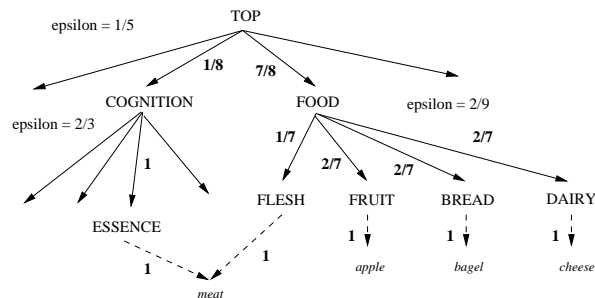 TOP
epsilon = 1/5
1/8 7/8
COGNITION FOOD
epsilon = 2/9
epsilon = 2/3
1 1/7 2/7 2/7 2/7
FLESH FRUIT BREAD DAIRY
ESSENCE
1 1 1 1 1
apple bagel cheese
meat